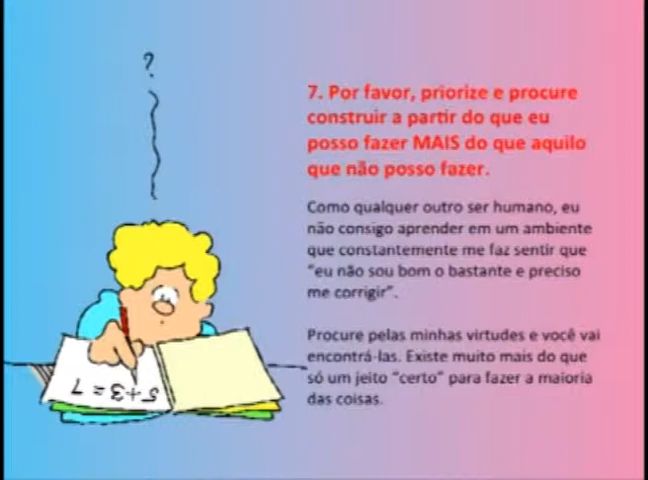 ?
7. Por favor, priorize e procure
construir a partir do que eu
posso fazer MAIS do que aquilo
que não posso fazer.
Como qualquer outro ser humano, eu
não consigo aprender em um ambiente
que constantemente me faz sentir que
"eu não sou bom o bastante e preciso
me corrigir".
Procure pelas minhas virtudes e você vai
encontrá-las. Existe muito mais do que
só um jeito "certo" para fazer a maioria
das coisas.
5+3=7